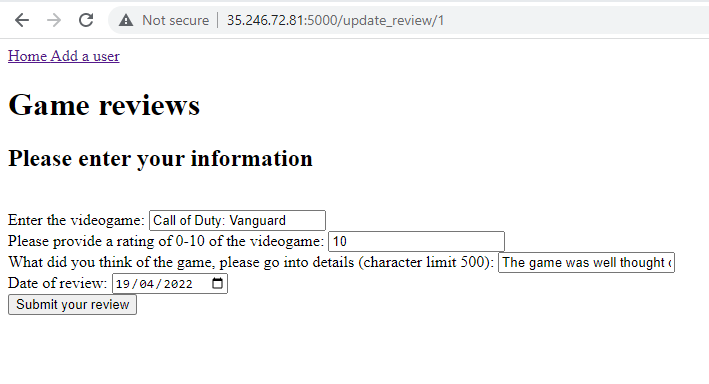 Not secure | 35.246.72.81:5000/update_review/1
Home Add a user
Game reviews
Please enter your information
Enter the videogame: Call of Duty: Vanguard
Please provide a rating of 0-10 of the videogame: 10
What did you think of the game, please go into details (character limit 500): The game was well thought
Date of review: 19/04/2022
Submit your review